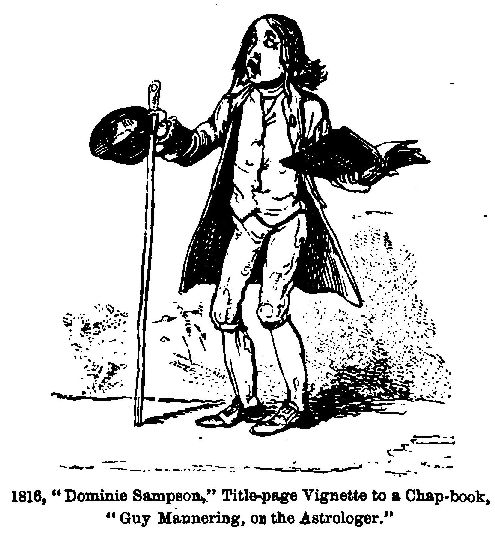 1816, “Dominie Sampson,” Title-page Vignette to a Chap-book,
“Guy Mannering, or the Astrologer.”